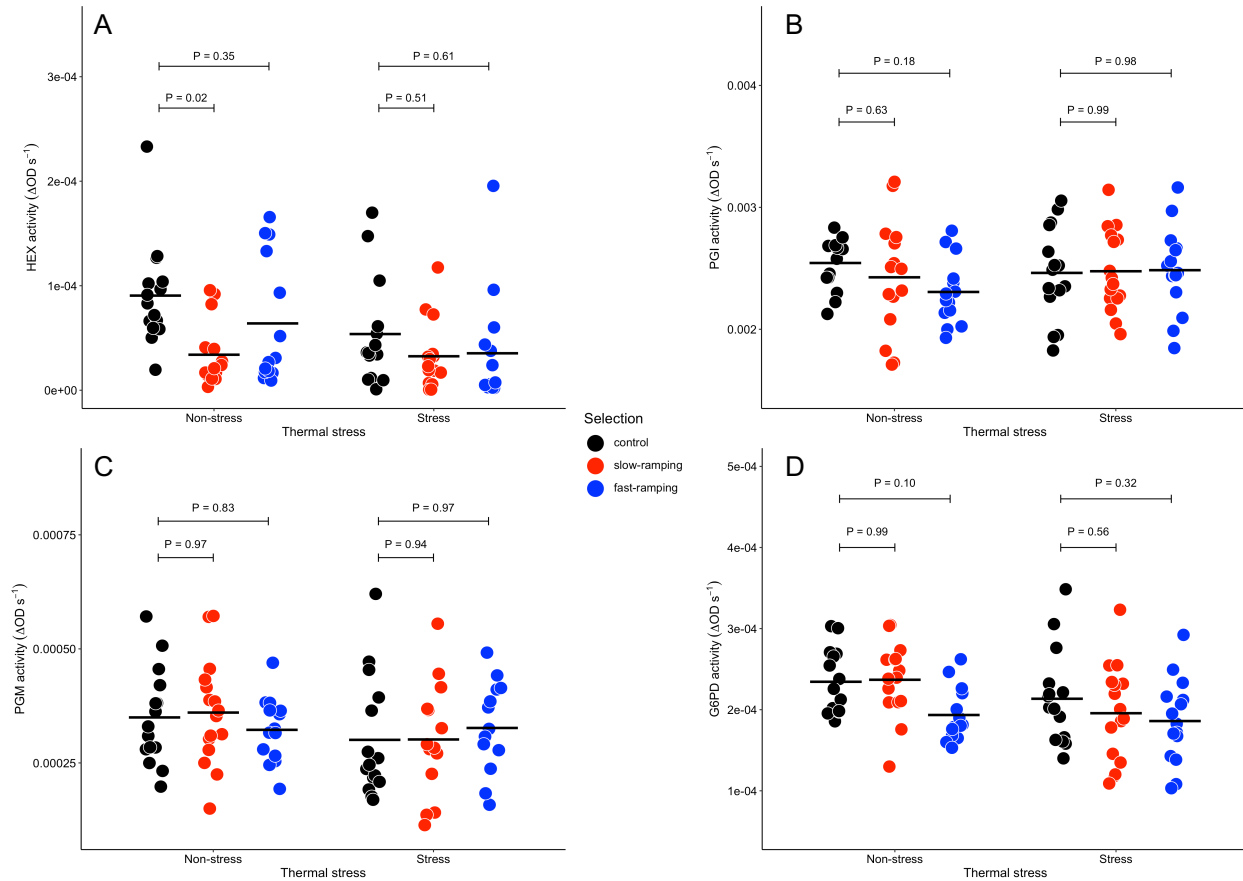 A
P = 0.35
P = 0.61
P = 0.02
P = 0.51
3e-04
2e-04
1e-04
0e+00
HEX activity (ΔOD s⁻¹)
Non-stress
Stress
Thermal stress
B
P = 0.18
P = 0.98
P = 0.63
P = 0.99
0.004
0.003
0.002
PGI activity (ΔOD s⁻¹)
Non-stress
Stress
Thermal stress
Selection
control
slow-ramping
fast-ramping
C
P = 0.83
P = 0.97
P = 0.97
P = 0.94
0.00075
0.00050
0.00025
PGM activity (ΔOD s⁻¹)
Non-stress
Stress
Thermal stress
D
P = 0.10
P = 0.32
P = 0.99
P = 0.56
5e-04
4e-04
3e-04
2e-04
1e-04
G6PD activity (ΔOD s⁻¹)
Non-stress
Stress
Thermal stress